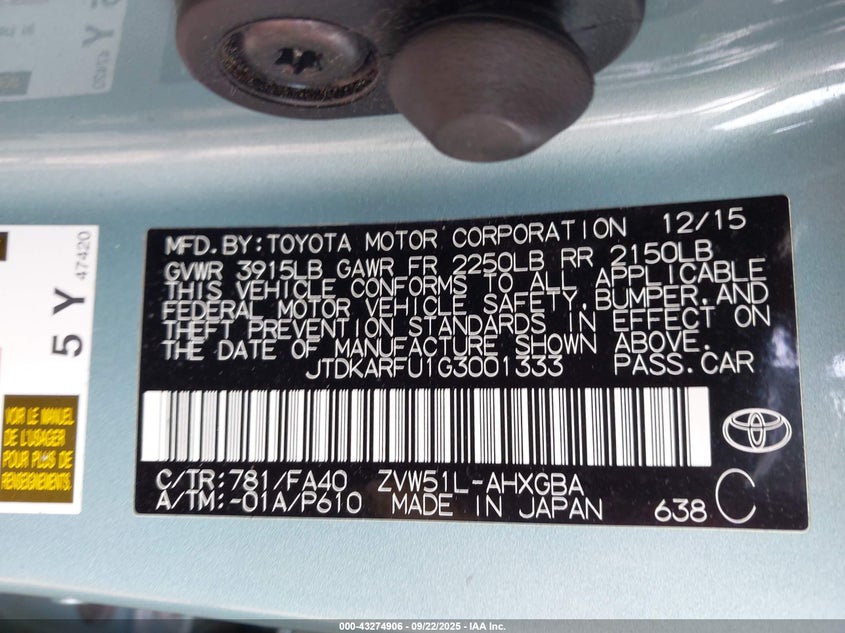 MFD. BY: TOYOTA MOTOR CORPORATION 12/15
GVWR 3915LB GAWR FR 2250LB RR 2150LB
THIS VEHICLE CONFORMS TO ALL APPLICABLE
FEDERAL MOTOR VEHICLE SAFETY, BUMPER, AND
THEFT PREVENTION STANDARDS IN EFFECT ON
THE DATE OF MANUFACTURE SHOWN ABOVE.
JTDKARFU1G3001333 PASS. CAR
C/TR: 781/FA40 ZVW51L-AHXGBA
A/TM: -01A/P610 MADE IN JAPAN 638 C
5 Y 47420
VOIR LE MANUEL
DE L'USAGER
POUR PLUS DE
RENSEIGNEMENTS.
000-43274906 - 09/22/2025 - IAA Inc.